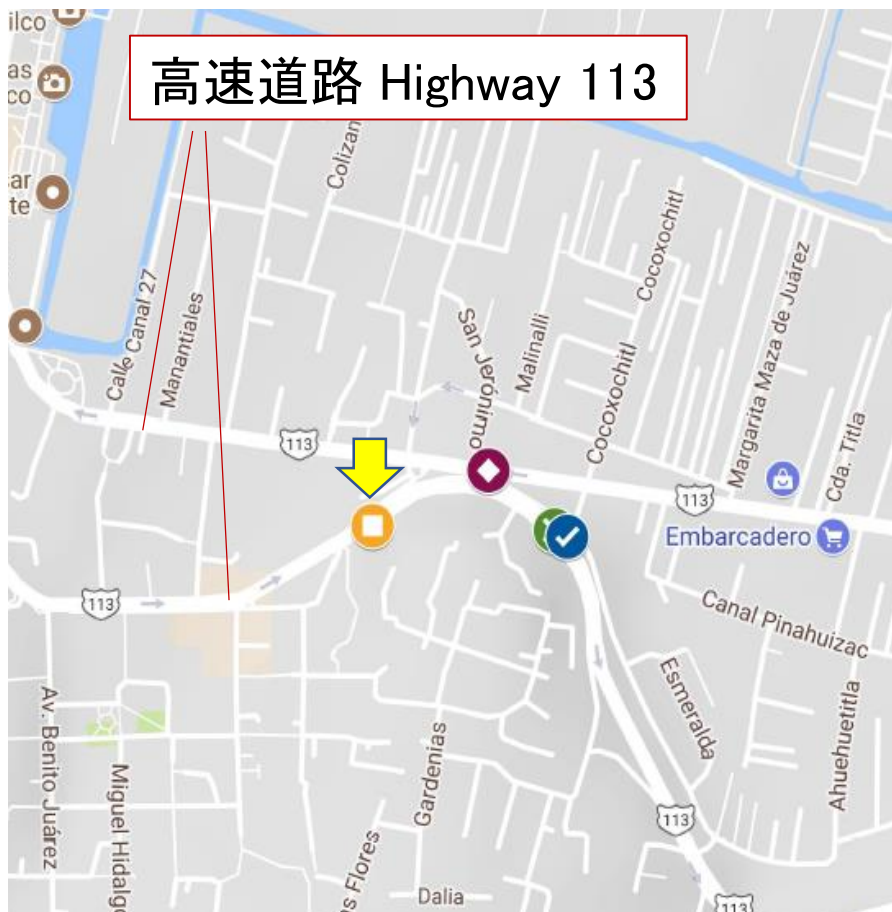 ilco
as
co
高速道路 Highway 113
ar
te
Colizan
Cocoxochitl
Calle Canal 27
Manantiales
San Jerónimo
Malinalli
Cocoxochitl
Margarita Maza de Juárez
Cda. Titla
113
113
Embarcadero
113
Canal Pinahuizac
Esmeralda
Ahuehuetitla
Av. Benito Juárez
Miguel Hidalgo
Gardenias
113
as Flores
Dalia
113